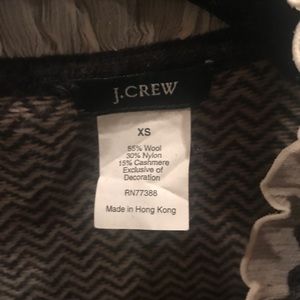 J.CREW
XS
55% Wool
30% Nylon
15% Cashmere
Exclusive of
Decoration
RN77388
Made in Hong Kong